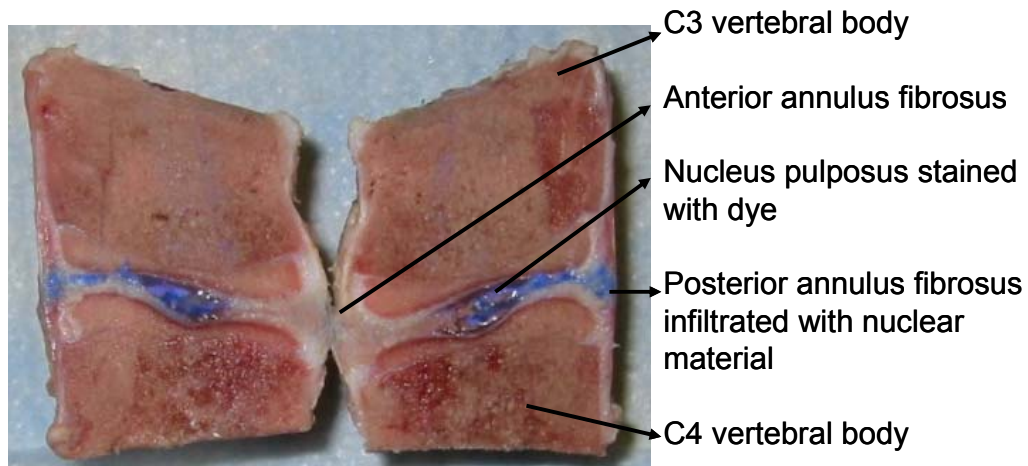 C3 vertebral body
Anterior annulus fibrosus
Nucleus pulposus stained
with dye
Posterior annulus fibrosus
infiltrated with nuclear
material
C4 vertebral body